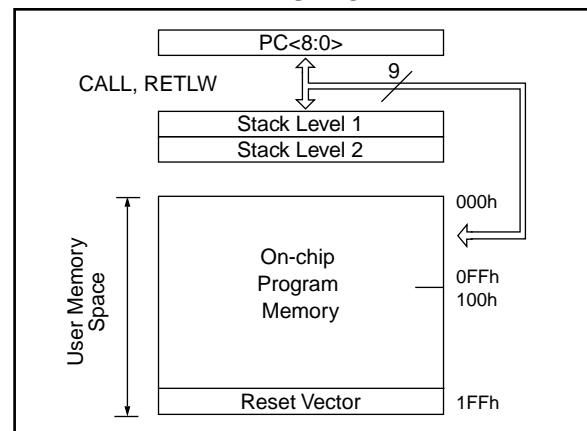 PC<8:0>
9
CALL, RETLW
Stack Level 1
Stack Level 2
000h
User Memory
Space
On-chip
Program
Memory
0FFh
100h
Reset Vector
1FFh